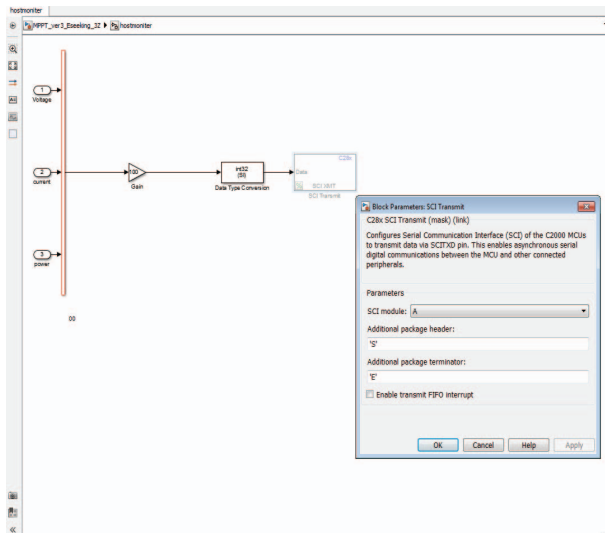 hostmoniter
MPPT_ver3_Eseeking_3Z ▶ hostmoniter
1
Voltage
2
current
3
power
100
Gain
int32
(SI)
Data Type Conversion
C28x
Data
SCI XMT
SCI Transmit
00
Block Parameters: SCI Transmit
C28x SCI Transmit (mask) (link)
Configures Serial Communication Interface (SCI) of the C2000 MCUs
to transmit data via SCITXD pin. This enables asynchronous serial
digital communications between the MCU and other connected
peripherals.
Parameters
SCI module: A
Additional package header:
'S'
Additional package terminator:
'E'
Enable transmit FIFO interrupt
OK Cancel Help Apply